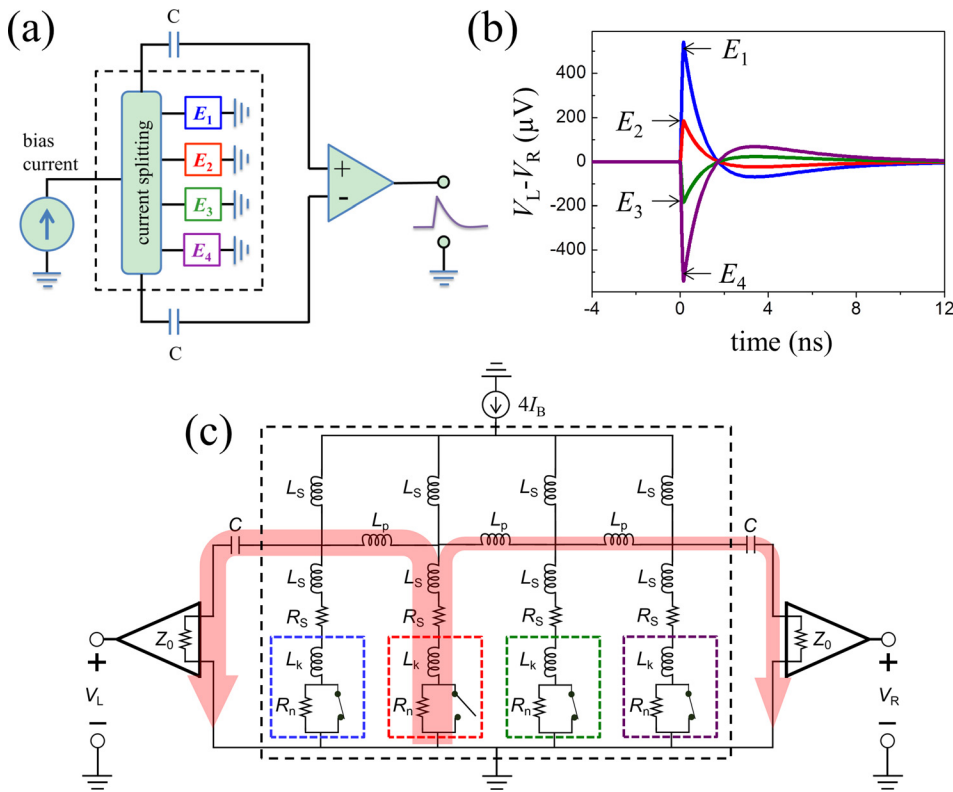 (a)
C
bias
current
current splitting
E1
E2
E3
E4
+
-
C
(b)
VL-VR (μV)
400
200
0
-200
-400
E1
E2
E3
E4
-4 0 4 8 12
time (ns)
(c)
4IB
LS LS LS LS
C Lp Lp Lp C
LS LS LS LS
RS RS RS RS
Z0 Z0
Lk Lk Lk Lk
Rn Rn Rn Rn
+ +
VL VR
– –